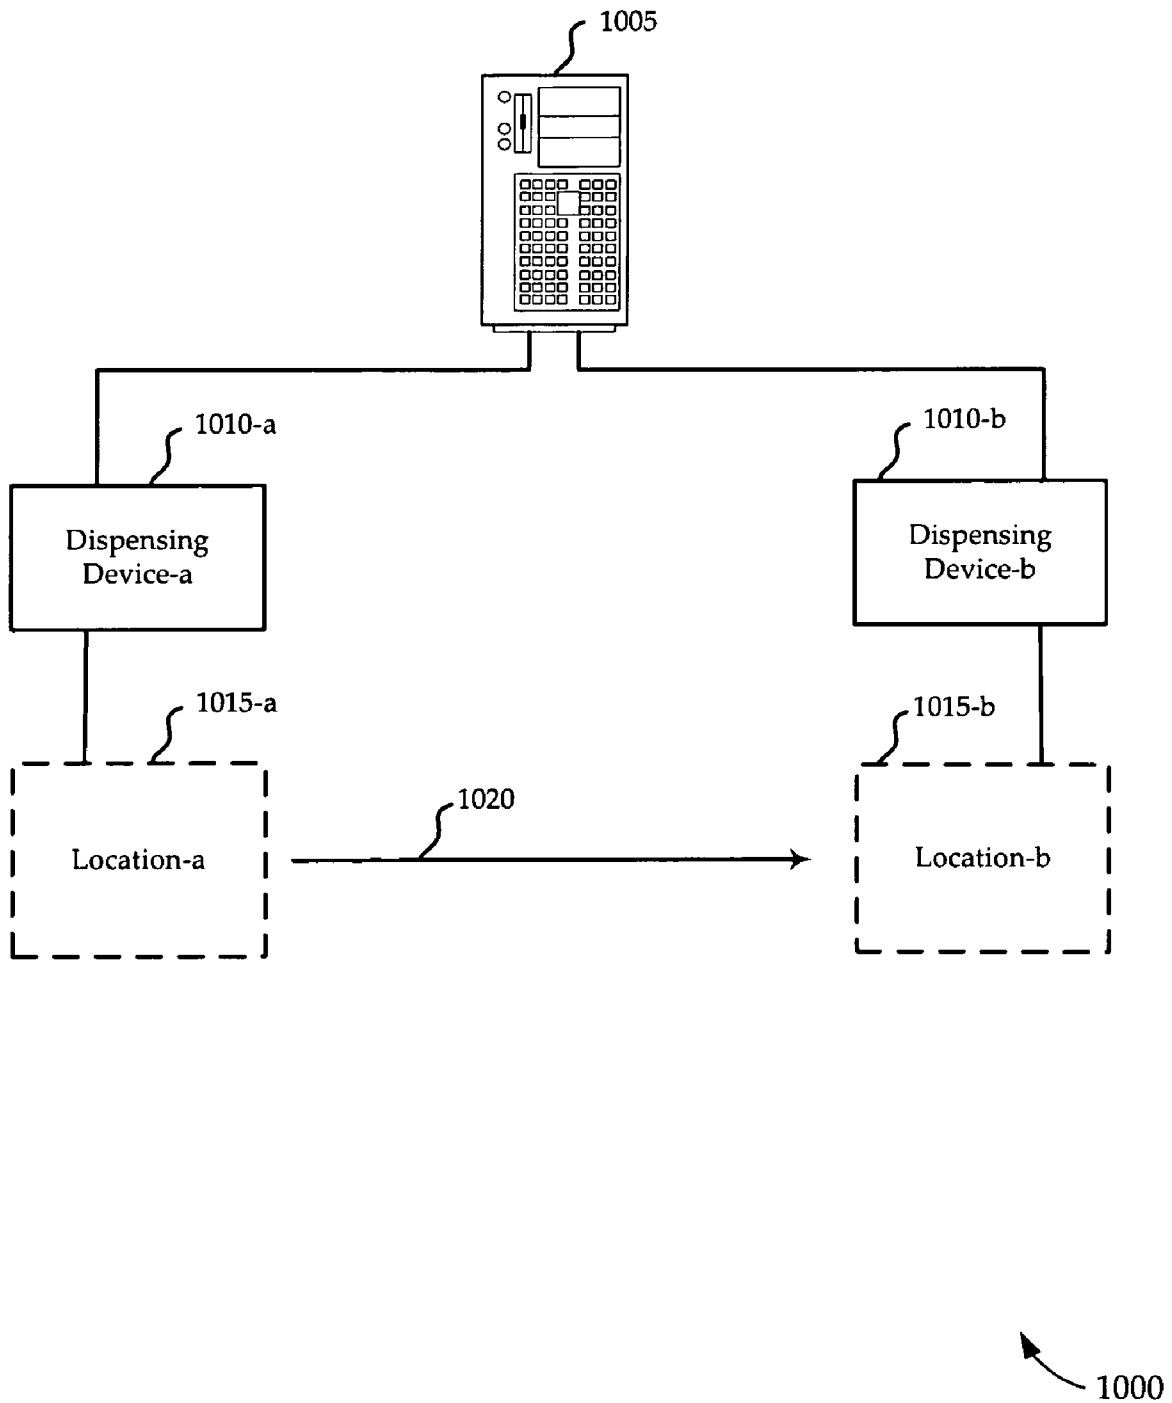 1005
1010-a
1010-b
Dispensing
Device-a
Dispensing
Device-b
1015-a
1015-b
1020
Location-a
Location-b
1000